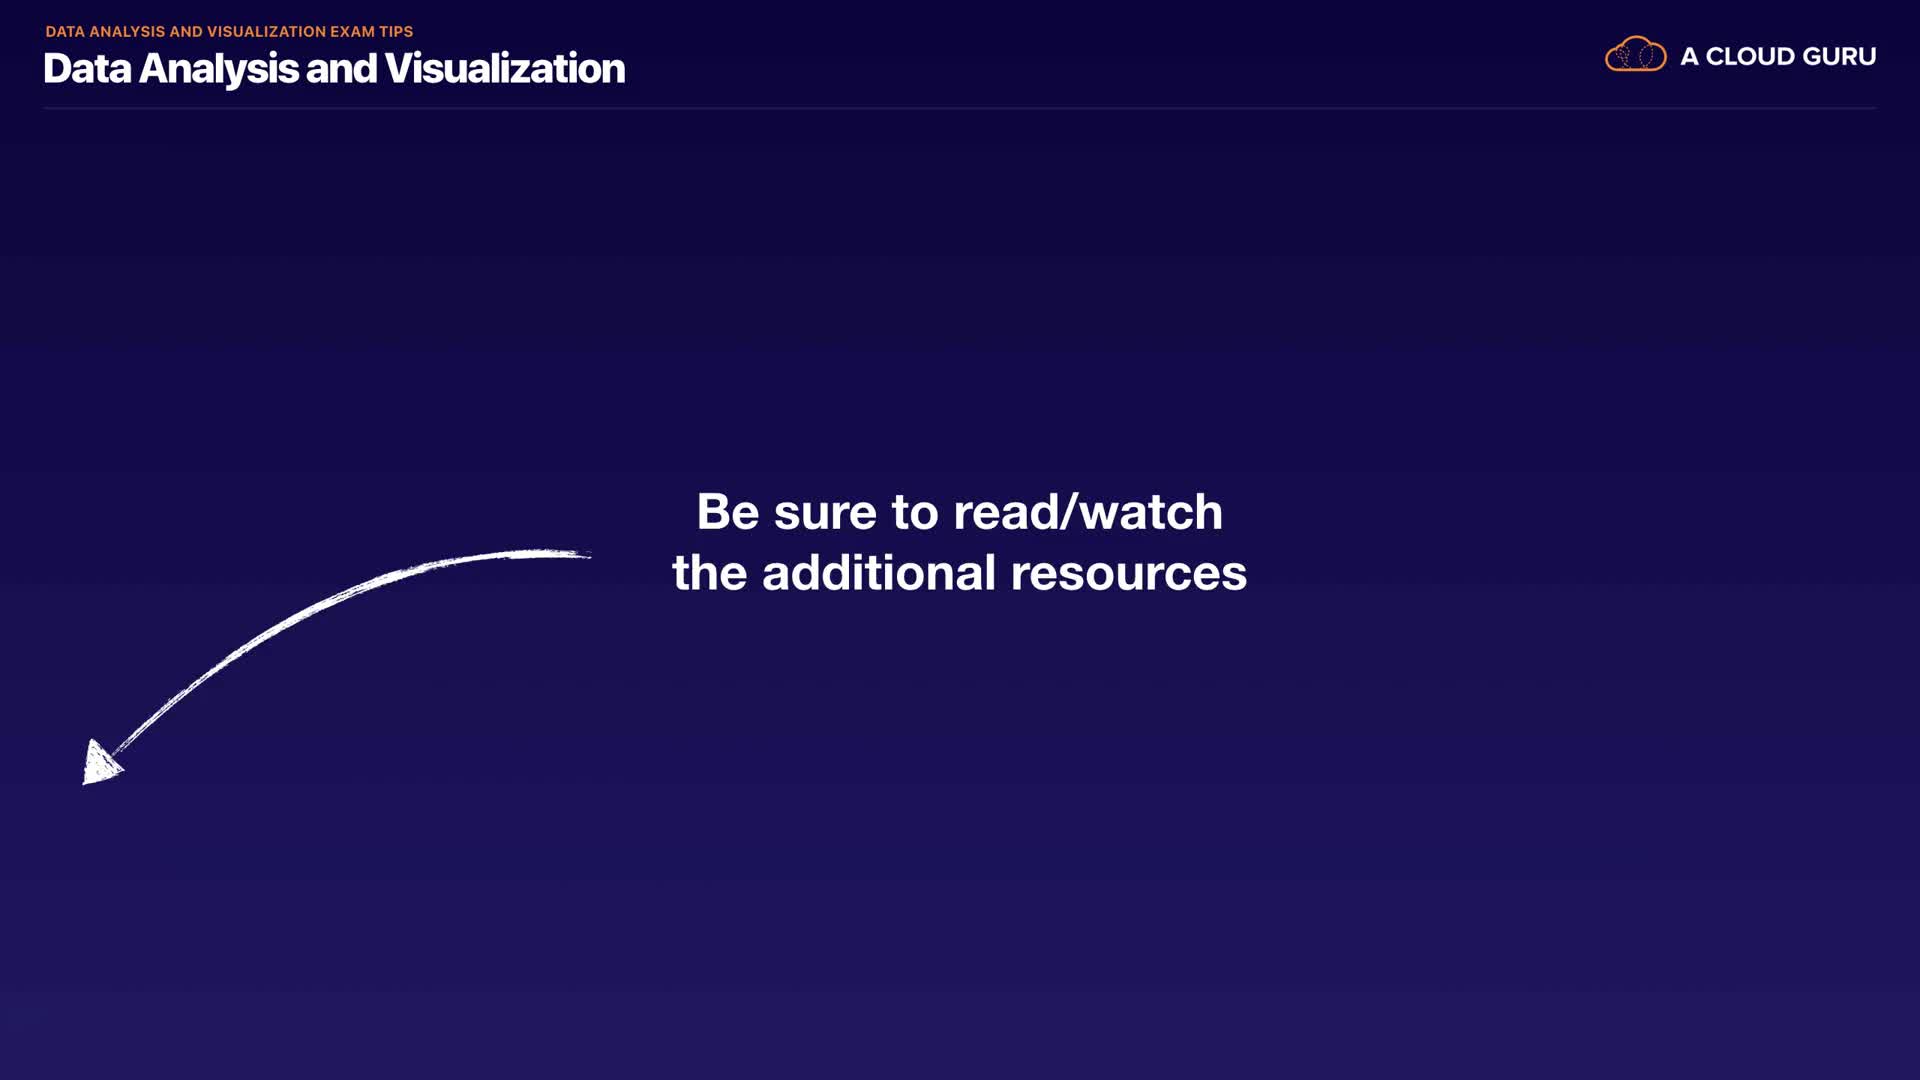 DATA ANALYSIS AND VISUALIZATION EXAM TIPS
Data Analysis and Visualization
A CLOUD GURU
Be sure to read/watch
the additional resources